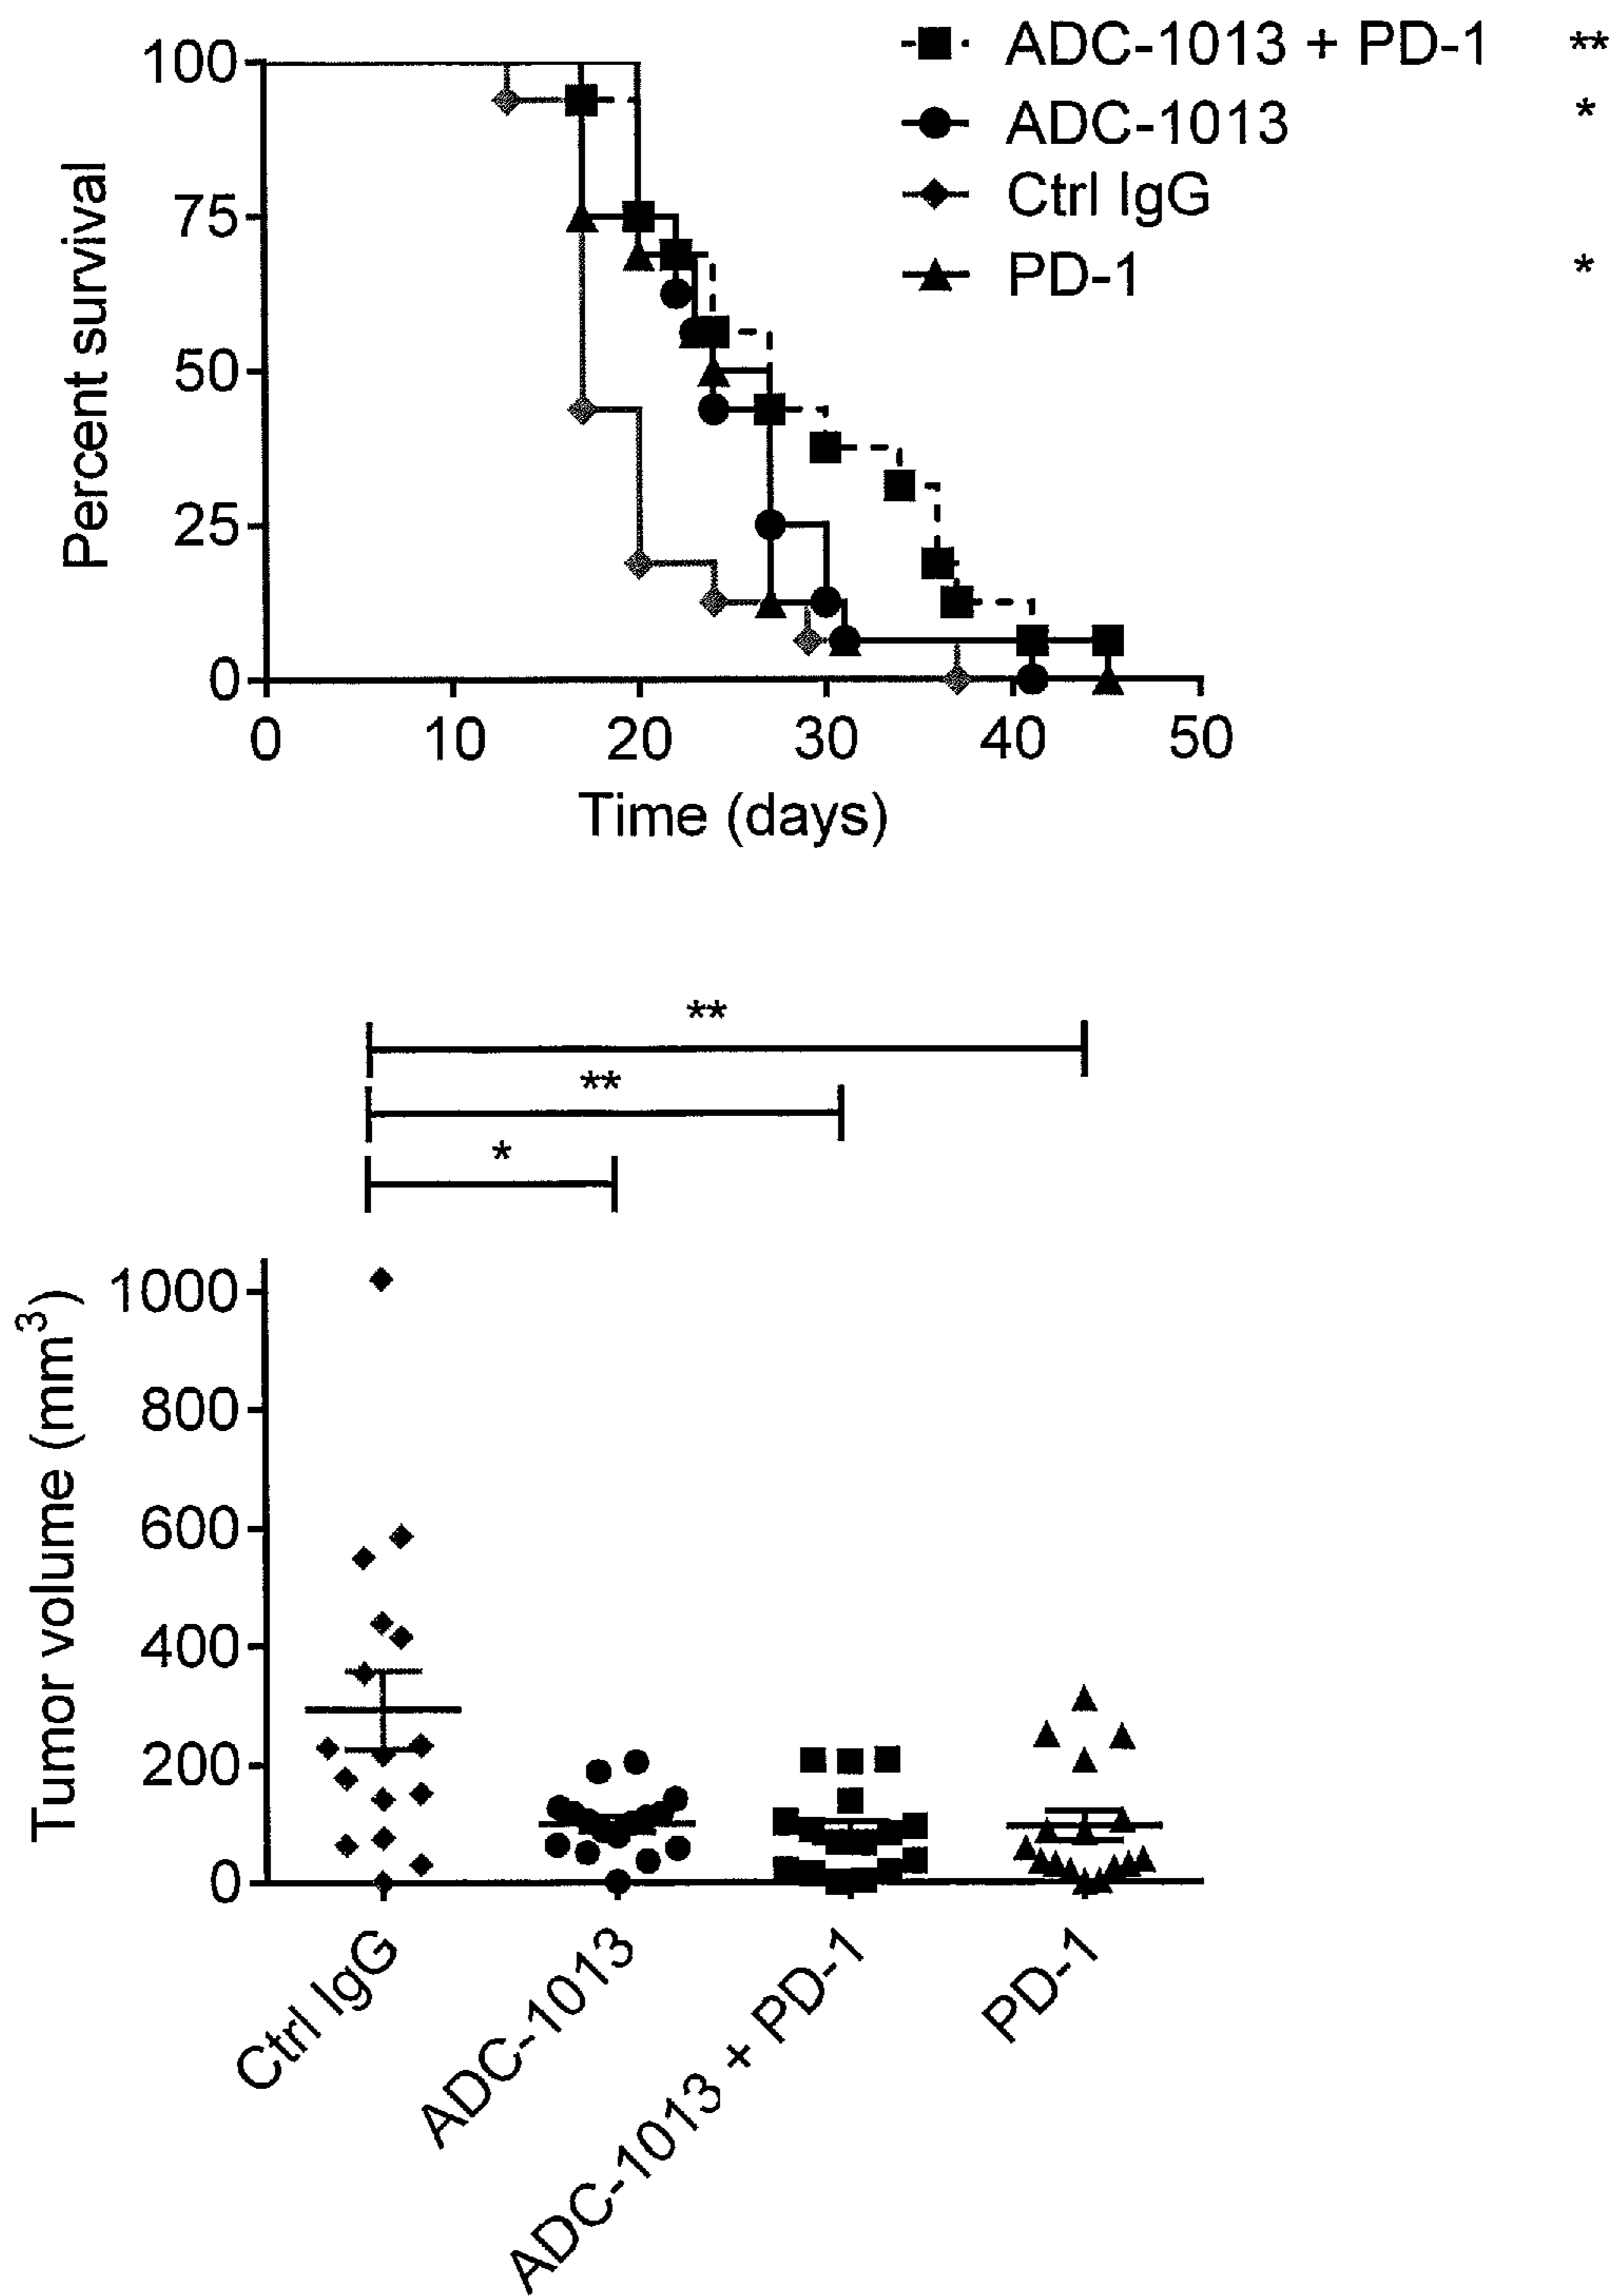 ADC-1013 + PD-1 **
ADC-1013 *
Ctrl IgG
PD-1 *
Percent survival
100
75
50
25
0
0 10 20 30 40 50
Time (days)
**
**
*
Tumor volume (mm³)
1000
800
600
400
200
0
Ctrl IgG
ADC-1013
ADC-1013 + PD-1
PD-1